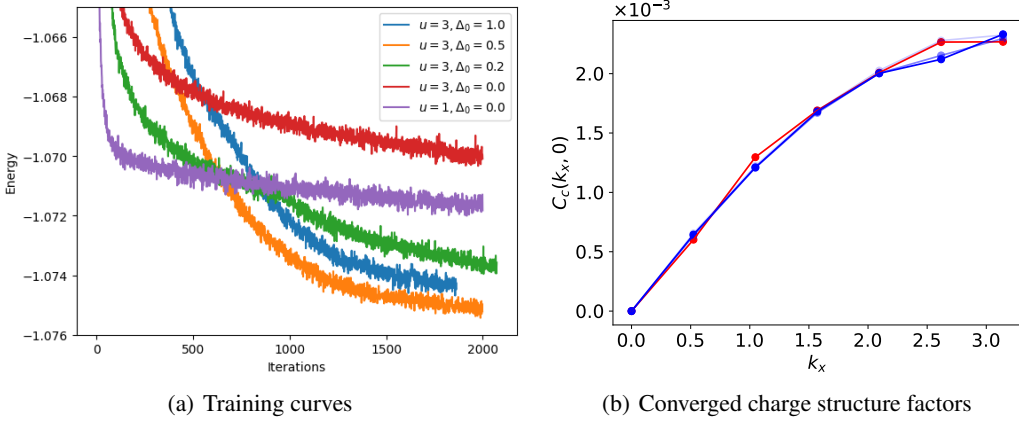 −1.066
−1.068
−1.070
−1.072
−1.074
−1.076
Energy
0
500
1000
1500
2000
Iterations
u = 3, Δ₀ = 1.0
u = 3, Δ₀ = 0.5
u = 3, Δ₀ = 0.2
u = 3, Δ₀ = 0.0
u = 1, Δ₀ = 0.0
(a) Training curves
×10⁻³
2.0
1.5
1.0
0.5
0.0
C_c(k_x, 0)
0.0
0.5
1.0
1.5
2.0
2.5
3.0
k_x
(b) Converged charge structure factors